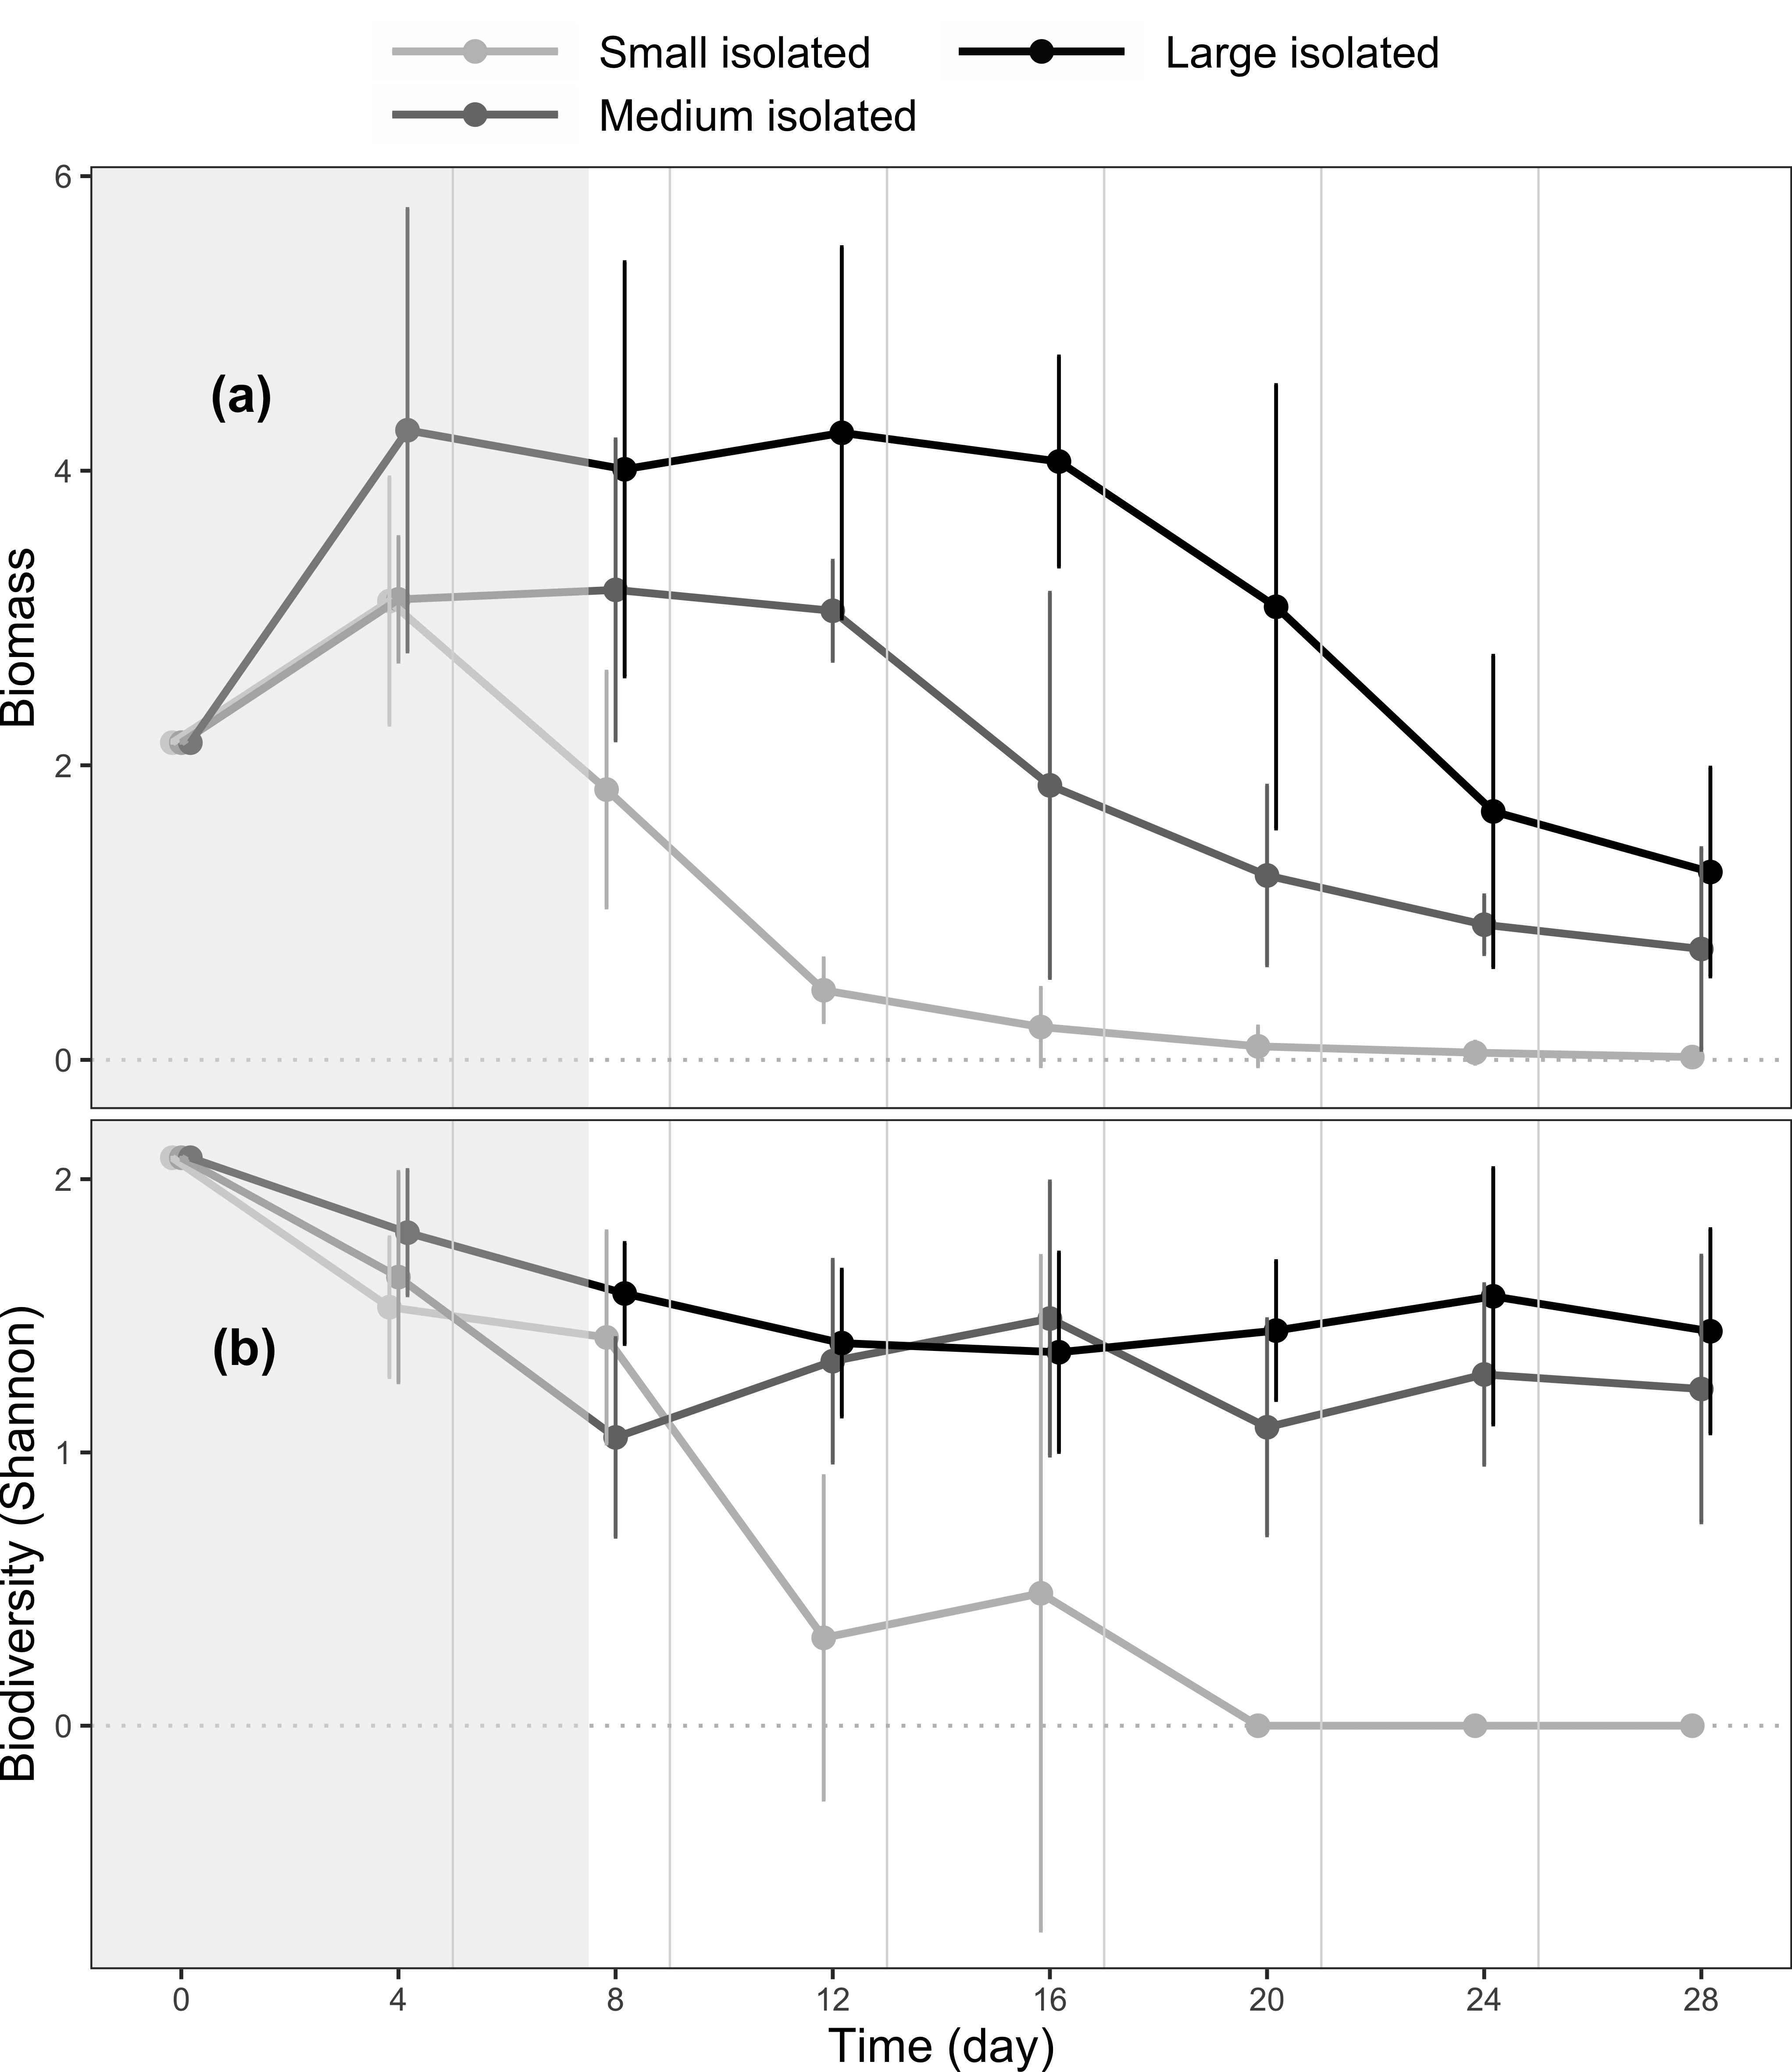 Small isolated
Large isolated
Medium isolated
6
4
2
0
Biomass
(a)
2
1
0
Biodiversity (Shannon)
(b)
0 4 8 12 16 20 24 28
Time (day)